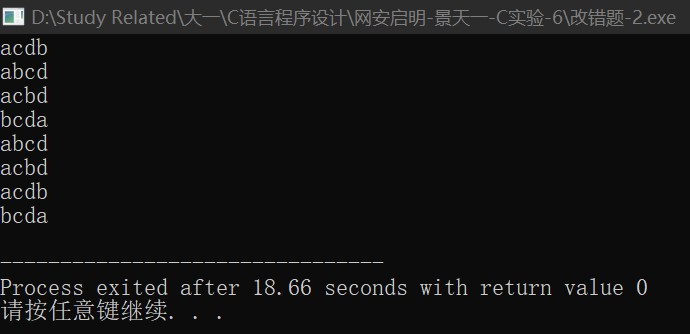 D:\Study Related\大一\C语言程序设计\网安启明-景天一-C实验-6\改错题-2.exe
acdb
abcd
acbd
bcda
abcd
acbd
acdb
bcda
--------------------------------
Process exited after 18.66 seconds with return value 0
请按任意键继续. . .